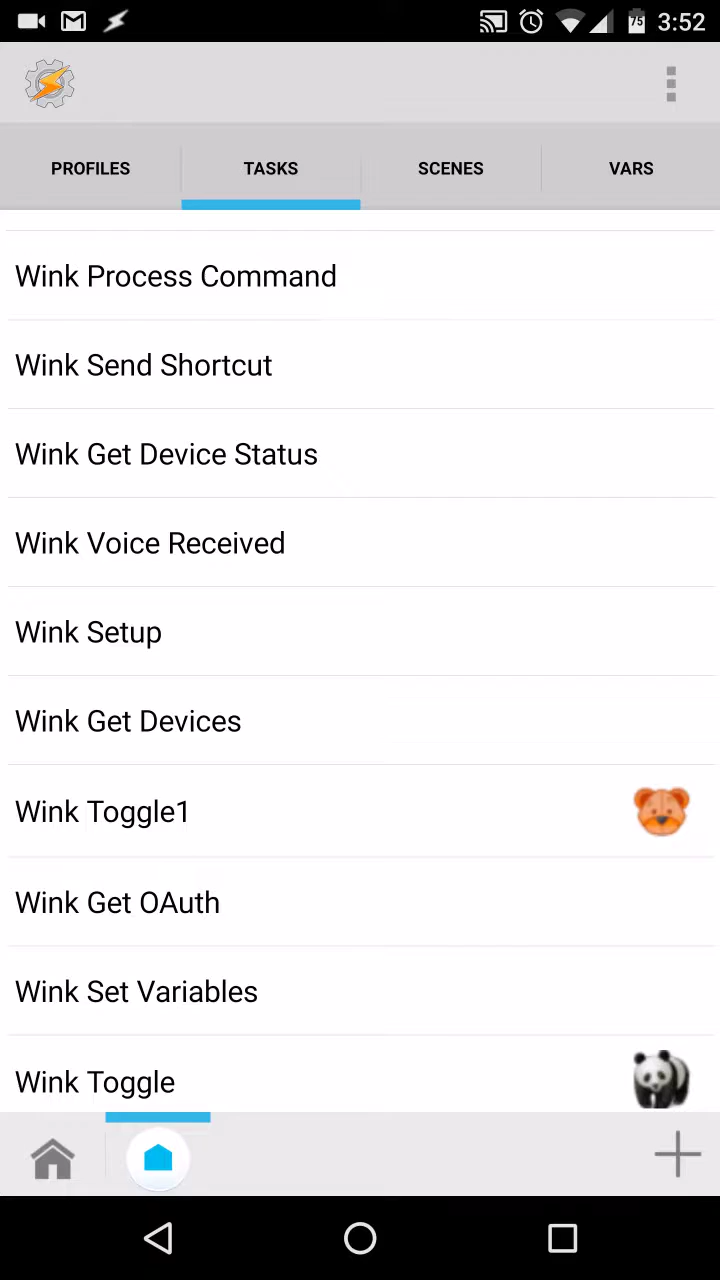 75 3:52
PROFILES TASKS SCENES VARS
Wink Process Command
Wink Send Shortcut
Wink Get Device Status
Wink Voice Received
Wink Setup
Wink Get Devices
Wink Toggle1
Wink Get OAuth
Wink Set Variables
Wink Toggle